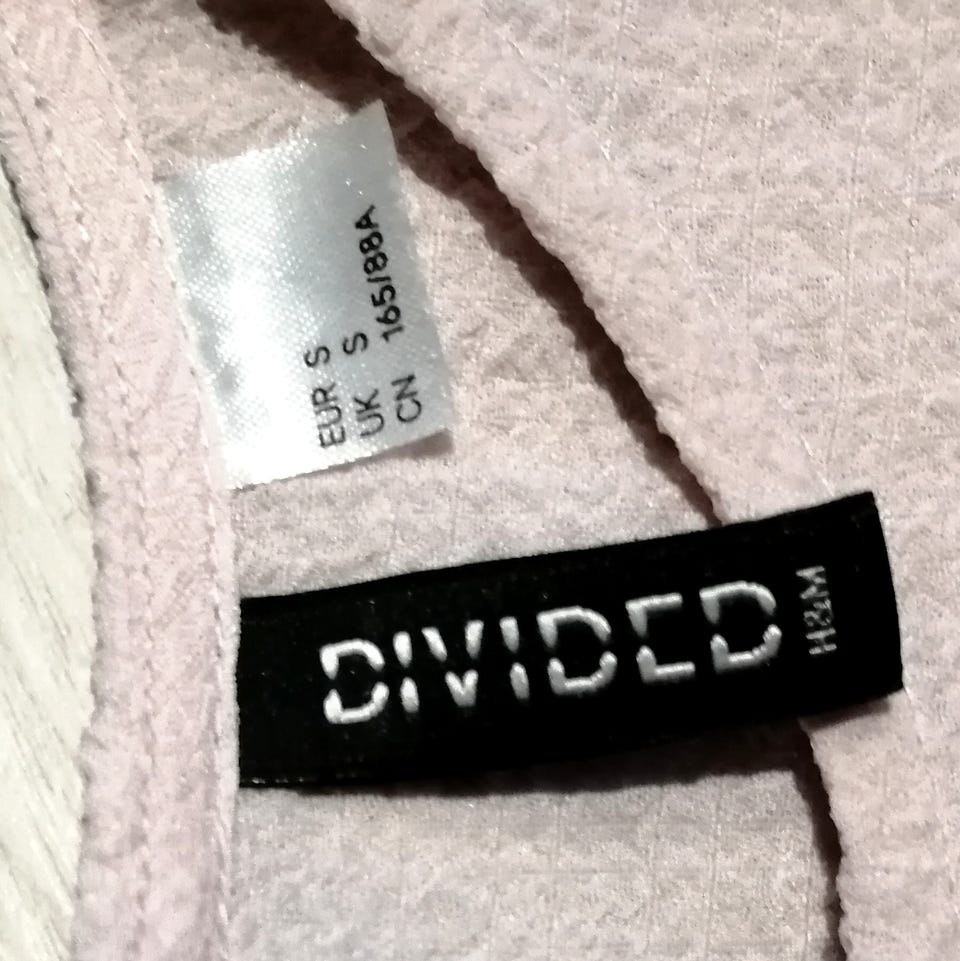 EUR S
UK S
CN 165/88A
DIVIDED
H&M